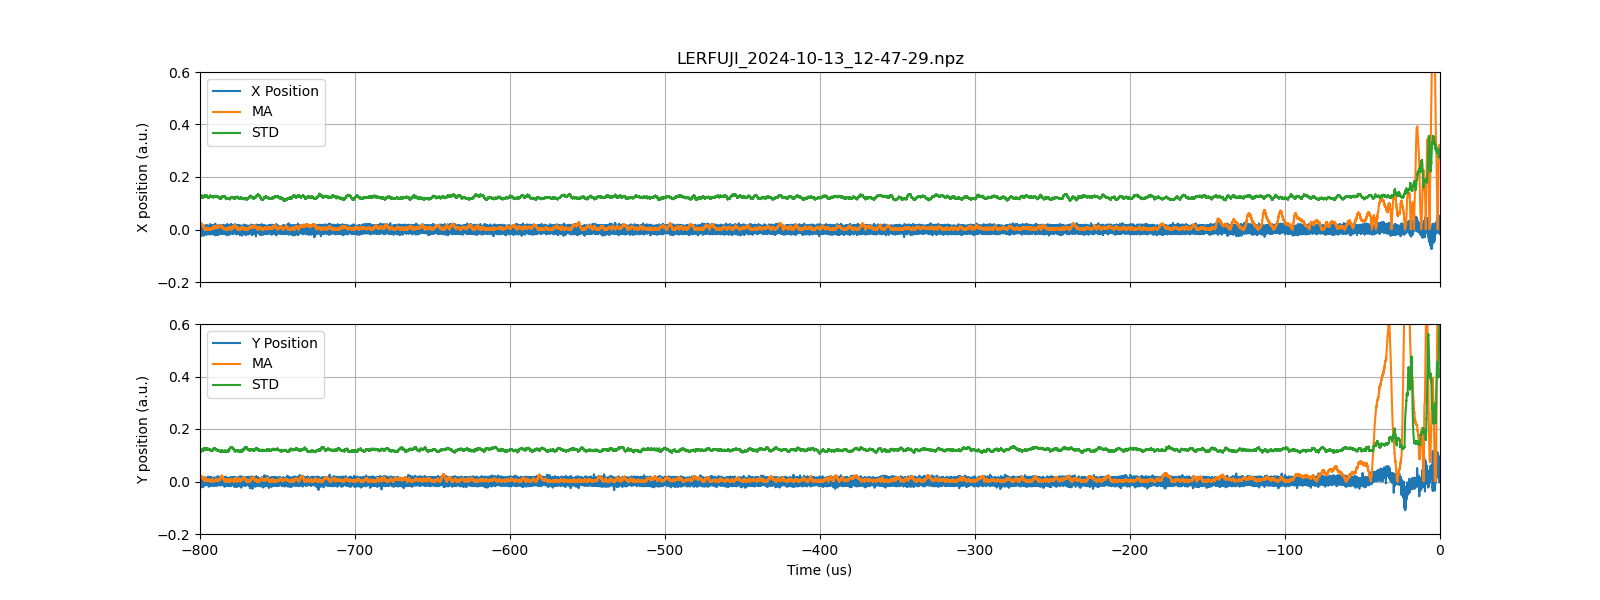 LERFUJI_2024-10-13_12-47-29.npz
X position (a.u.)
0.6
0.4
0.2
0.0
−0.2
X Position
MA
STD
Y position (a.u.)
0.6
0.4
0.2
0.0
−0.2
Y Position
MA
STD
−800 −700 −600 −500 −400 −300 −200 −100 0
Time (us)